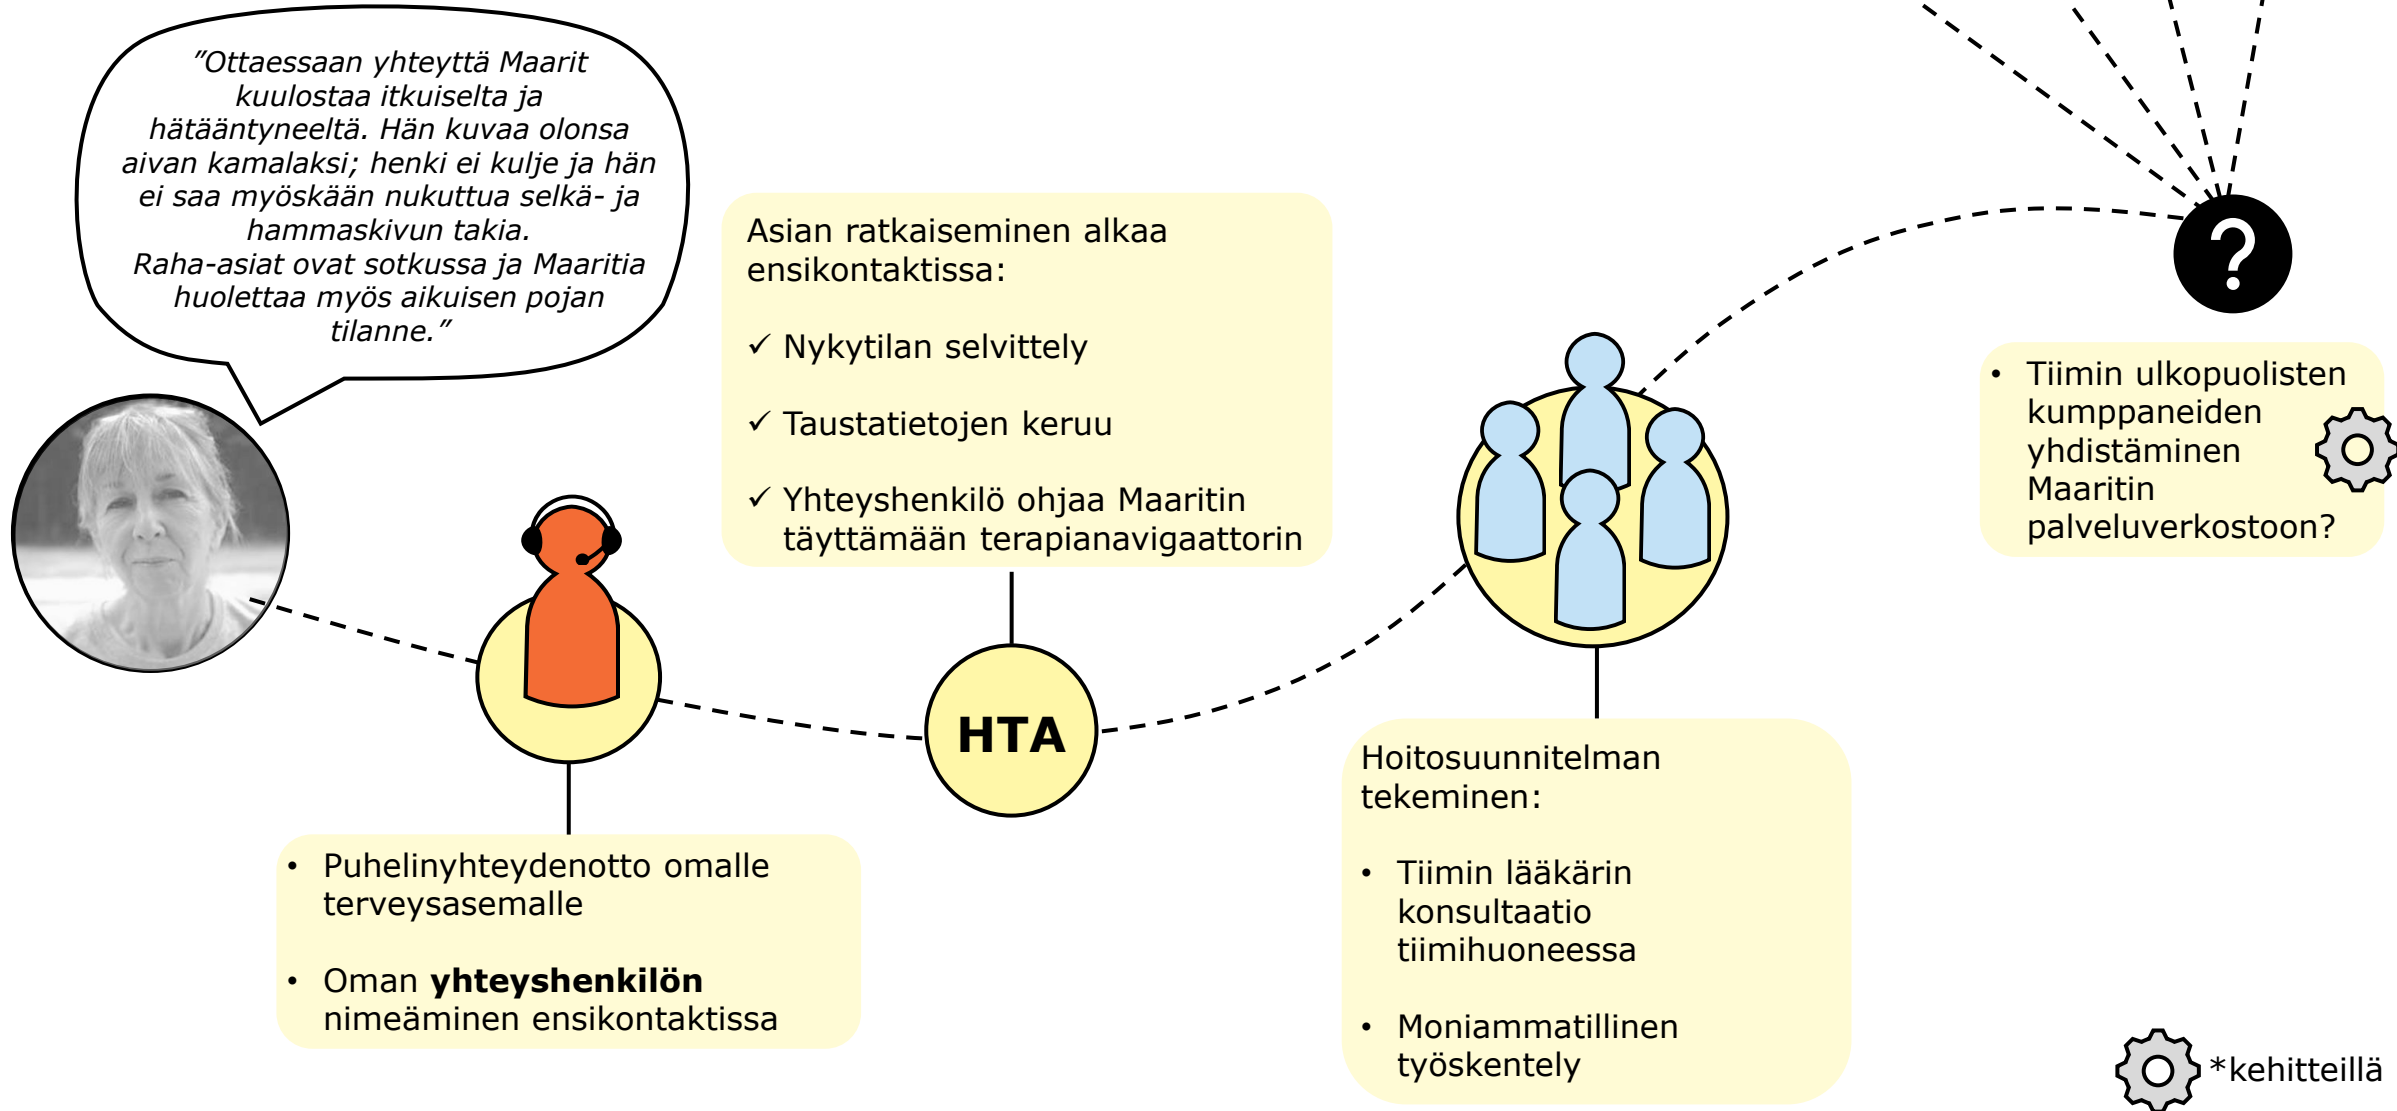 ”Ottaessaan yhteyttä Maarit
kuulostaa itkuiselta ja
hätääntyneeltä. Hän kuvaa olonsa
aivan kamalaksi; henki ei kulje ja hän
ei saa myöskään nukuttua selkä- ja
hammaskivun takia.
Raha-asiat ovat sotkussa ja Maaritia
huolettaa myös aikuisen pojan
tilanne.”
• Puhelinyhteydenotto omalle
terveysasemalle
• Oman yhteyshenkilön
nimeäminen ensikontaktissa
Asian ratkaiseminen alkaa
ensikontaktissa:
✓ Nykytilan selvittely
✓ Taustatietojen keruu
✓ Yhteyshenkilö ohjaa Maaritin
täyttämään terapianavigaattorin
HTA
Hoitosuunnitelman
tekeminen:
• Tiimin lääkärin
konsultaatio
tiimihuoneessa
• Moniammatillinen
työskentely
?
• Tiimin ulkopuolisten
kumppaneiden
yhdistäminen
Maaritin
palveluverkostoon?
*kehitteillä